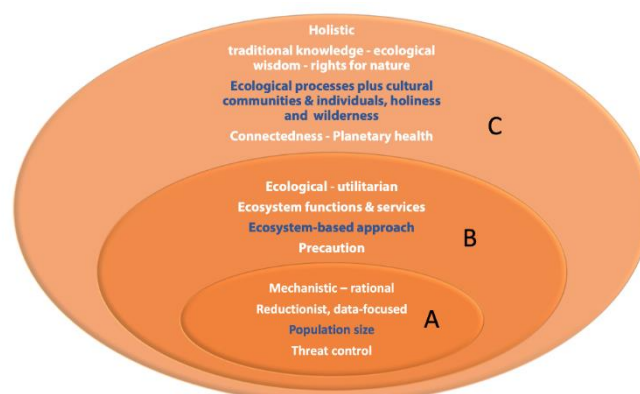 Holistic
traditional knowledge - ecological
wisdom - rights for nature
Ecological processes plus cultural
communities & individuals, holiness
and wilderness
Connectedness - Planetary health
C
Ecological - utilitarian
Ecosystem functions & services
Ecosystem-based approach
Precaution
B
Mechanistic – rational
Reductionist, data-focused
Population size
Threat control
A